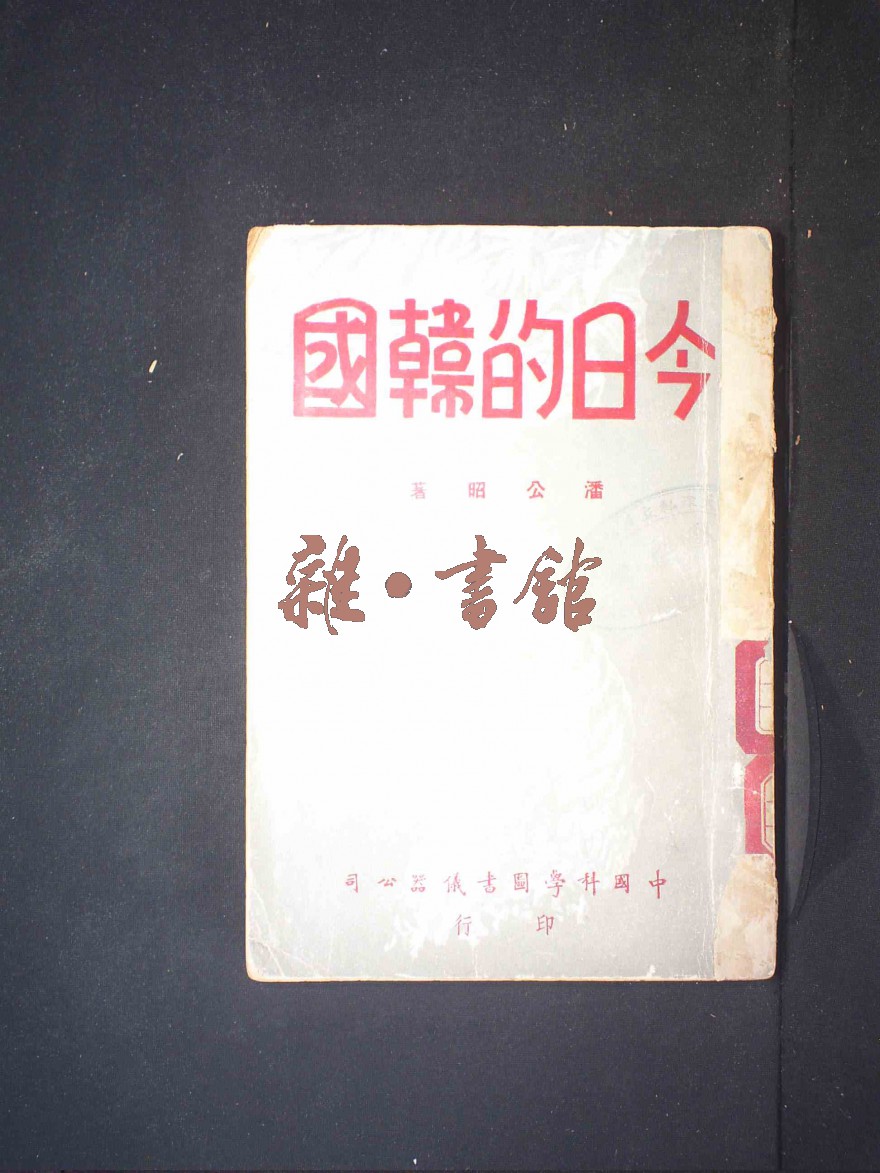 今日的韓國
潘公昭著
雜·書館
中國科學圖書儀器公司
印行